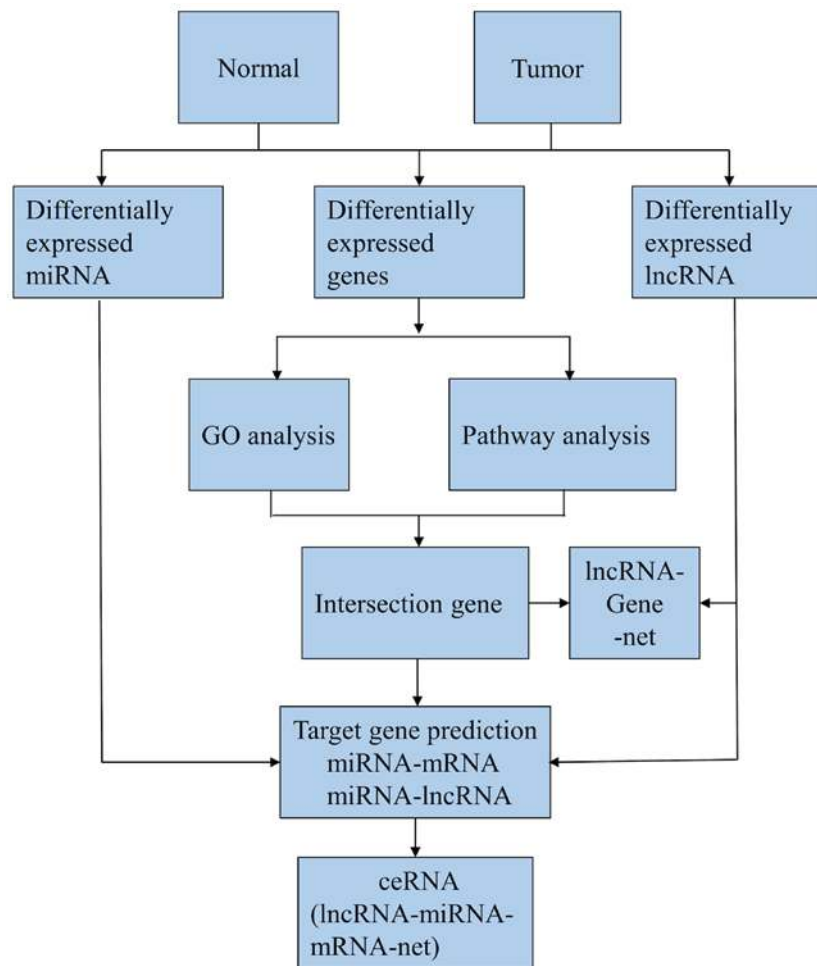 Normal
Tumor
Differentially
expressed
miRNA
Differentially
expressed
genes
Differentially
expressed
lncRNA
GO analysis
Pathway analysis
Intersection gene
lncRNA-
Gene
-net
Target gene prediction
miRNA-mRNA
miRNA-lncRNA
ceRNA
(lncRNA-miRNA-
mRNA-net)